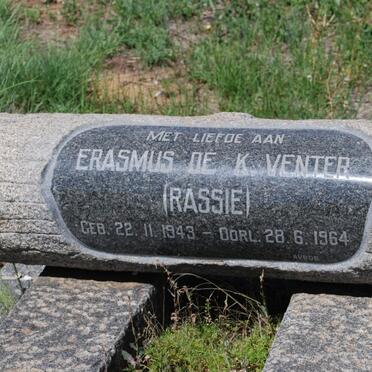 MET LIEFDE AAN
ERASMUS DE K. VENTER
(RASSIE)
GEB. 22. 11. 1943 - OORL. 28. 6. 1964